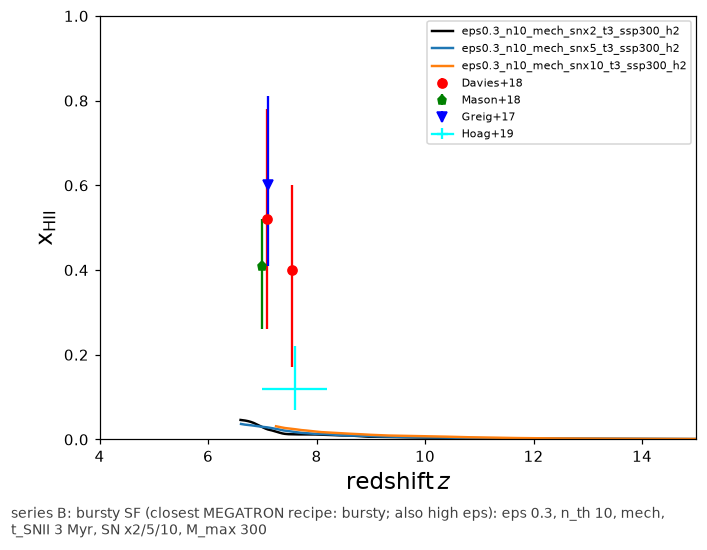 1.0
0.8
0.6
0.4
0.2
0.0
xHII
4
6
8
10
12
14
redshift z
eps0.3_n10_mech_snx2_t3_ssp300_h2
eps0.3_n10_mech_snx5_t3_ssp300_h2
eps0.3_n10_mech_snx10_t3_ssp300_h2
Davies+18
Mason+18
Greig+17
Hoag+19
series B: bursty SF (closest MEGATRON recipe: bursty; also high eps): eps 0.3, n_th 10, mech,
t_SNII 3 Myr, SN x2/5/10, M_max 300